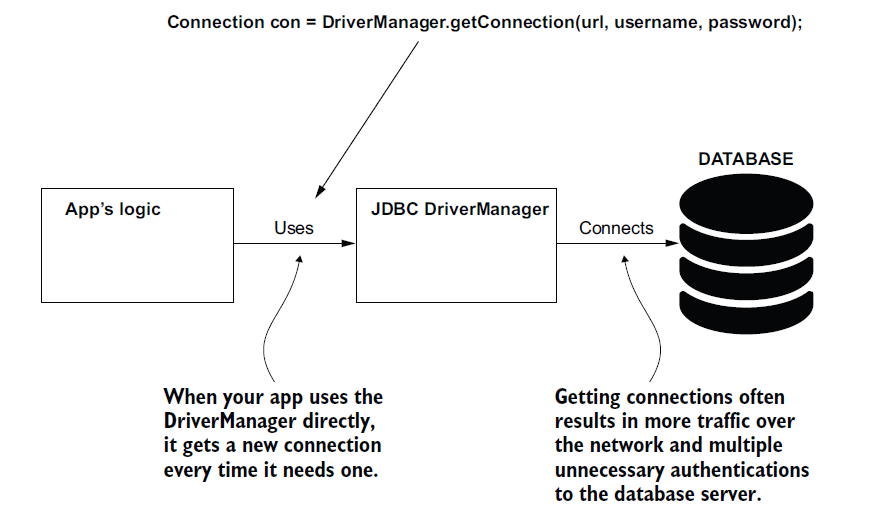 Connection con = DriverManager.getConnection(url, username, password);
DATABASE
App’s logic
Uses
JDBC DriverManager
Connects
When your app uses the
DriverManager directly,
it gets a new connection
every time it needs one.
Getting connections often
results in more traffic over
the network and multiple
unnecessary authentications
to the database server.